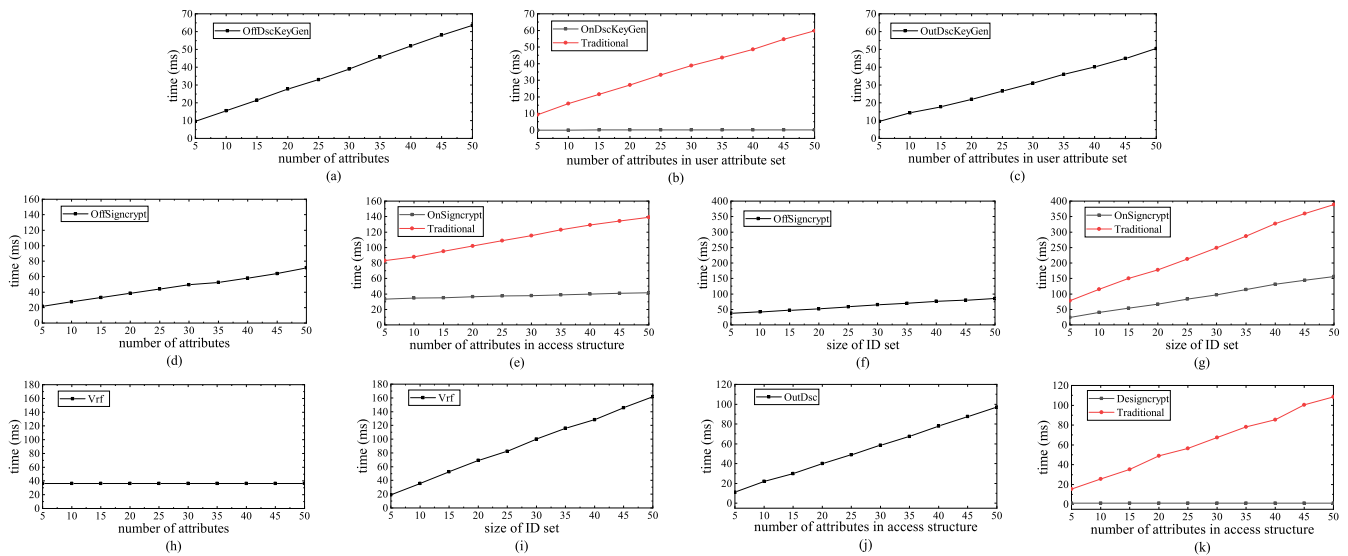 OffDscKeyGen
time (ms)
70
60
50
40
30
20
10
0
5 10 15 20 25 30 35 40 45 50
number of attributes
(a)
OnDscKeyGen
Traditional
time (ms)
70
60
50
40
30
20
10
0
5 10 15 20 25 30 35 40 45 50
number of attributes in user attribute set
(b)
OutDscKeyGen
time (ms)
70
60
50
40
30
20
10
0
5 10 15 20 25 30 35 40 45 50
number of attributes in user attribute set
(c)
OffSigncrypt
time (ms)
160
140
120
100
80
60
40
20
0
5 10 15 20 25 30 35 40 45 50
number of attributes
(d)
OnSigncrypt
Traditional
time (ms)
160
140
120
100
80
60
40
20
0
5 10 15 20 25 30 35 40 45 50
number of attributes in access structure
(e)
OffSigncrypt
time (ms)
400
350
300
250
200
150
100
50
0
5 10 15 20 25 30 35 40 45 50
size of ID set
(f)
OnSigncrypt
Traditional
time (ms)
400
350
300
250
200
150
100
50
0
5 10 15 20 25 30 35 40 45 50
size of ID set
(g)
Vrf
time (ms)
180
160
140
120
100
80
60
40
20
0
5 10 15 20 25 30 35 40 45 50
number of attributes
(h)
Vrf
time (ms)
180
160
140
120
100
80
60
40
20
0
5 10 15 20 25 30 35 40 45 50
size of ID set
(i)
OutDsc
time (ms)
120
100
80
60
40
20
0
5 10 15 20 25 30 35 40 45 50
number of attributes in access structure
(j)
Designcrypt
Traditional
time (ms)
120
100
80
60
40
20
0
5 10 15 20 25 30 35 40 45 50
number of attributes in access structure
(k)